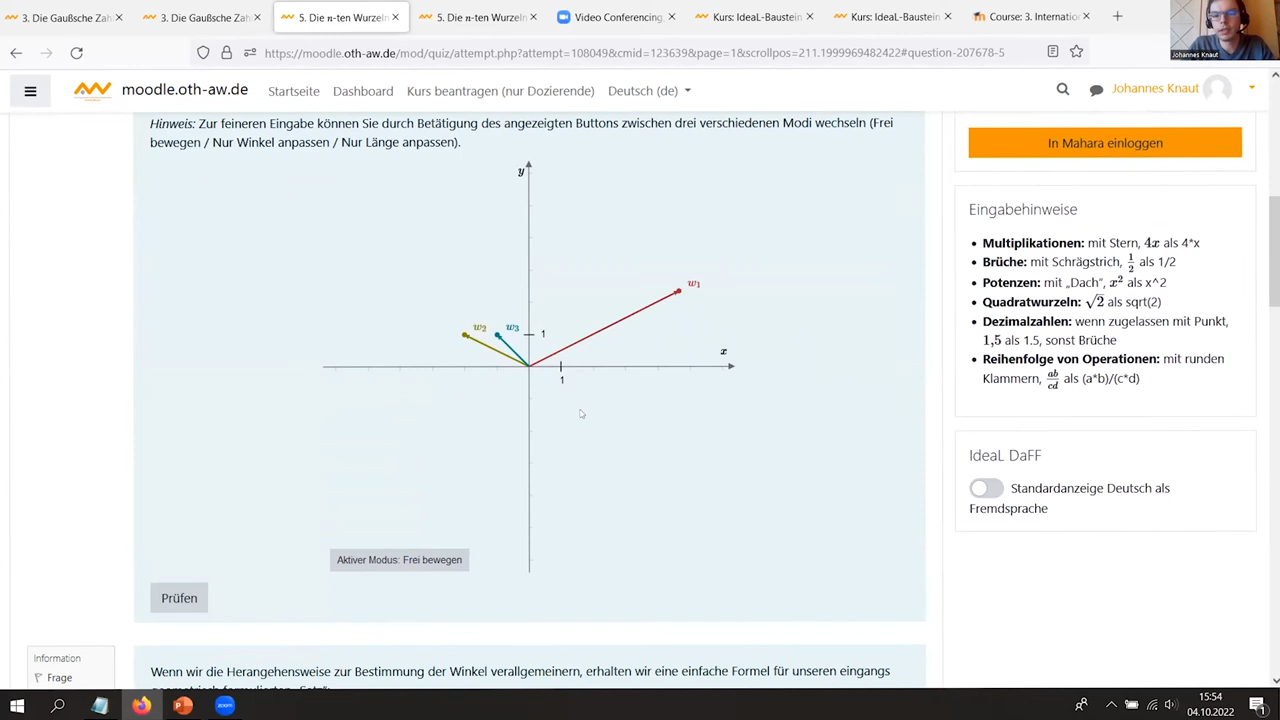 3. Die Gaußsche Zah
3. Die Gaußsche Zah
5. Die n-ten Wurzeln
5. Die n-ten Wurzeln
Video Conferencing,
Kurs: IdeaL-Baustein
Kurs: IdeaL-Baustein
Course: 3. Internatio
https://moodle.oth-aw.de/mod/quiz/attempt.php?attempt=108049&cmid=123639&page=1&scrollpos=211.1999969482422#question-207678-5
Johannes Knaut
moodle.oth-aw.de
Startseite
Dashboard
Kurs beantragen (nur Dozierende)
Deutsch (de)
Johannes Knaut
Hinweis: Zur feineren Eingabe können Sie durch Betätigung des angezeigten Buttons zwischen drei verschiedenen Modi wechseln (Frei
bewegen / Nur Winkel anpassen / Nur Länge anpassen).
y
w₁
w₂
w₃
1
x
1
Aktiver Modus: Frei bewegen
Prüfen
Information
Frage
Wenn wir die Herangehensweise zur Bestimmung der Winkel verallgemeinern, erhalten wir eine einfache Formel für unseren eingangs
In Mahara einloggen
Eingabehinweise
Multiplikationen: mit Stern, 4x als 4*x
Brüche: mit Schrägstrich, 1/2 als 1/2
Potenzen: mit „Dach", x² als x^2
Quadratwurzeln: √2 als sqrt(2)
Dezimalzahlen: wenn zugelassen mit Punkt,
1,5 als 1.5, sonst Brüche
Reihenfolge von Operationen: mit runden
Klammern, ab/cd als (a*b)/(c*d)
IdeaL DaFF
Standardanzeige Deutsch als
Fremdsprache
zoom
15:54
04.10.2022
1